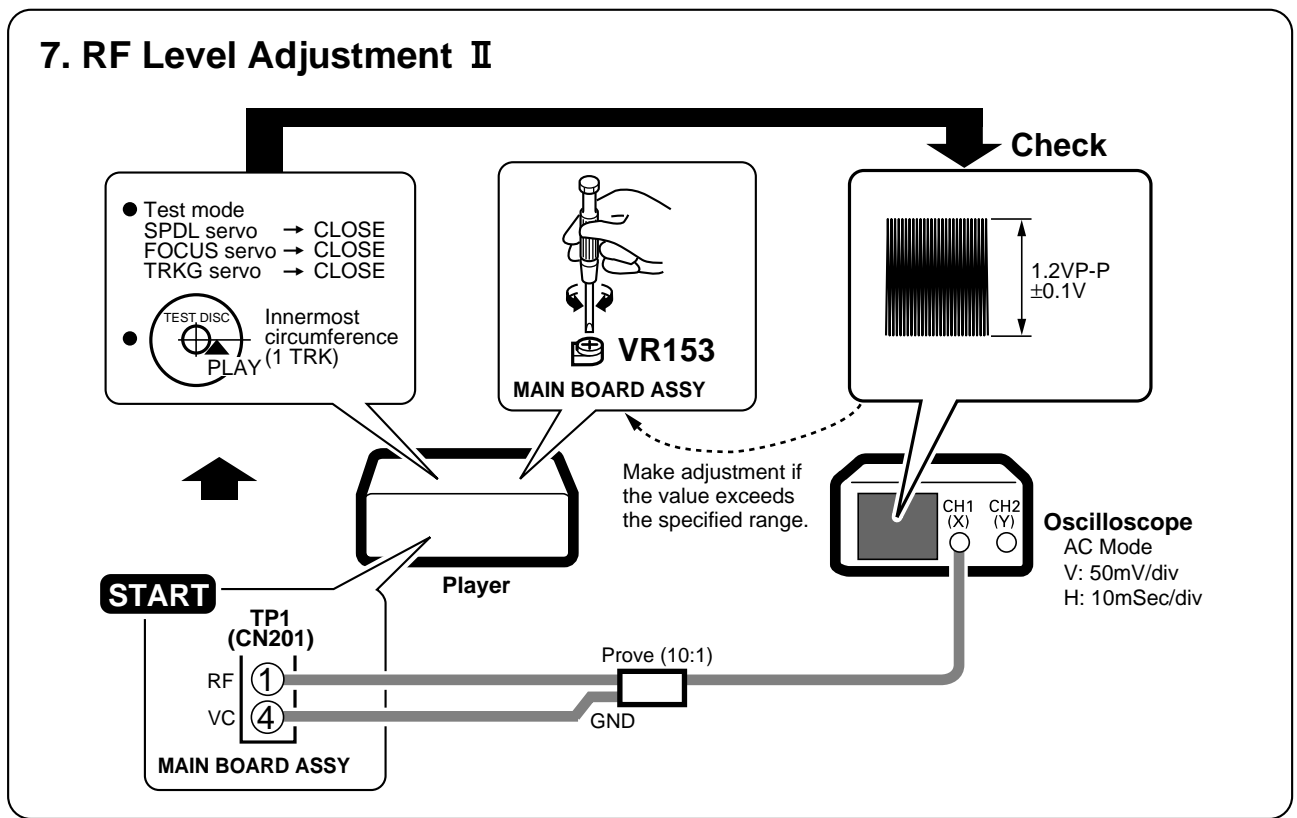 7. RF Level Adjustment Ⅱ
Check
● Test mode
SPDL servo → CLOSE
FOCUS servo → CLOSE
TRKG servo → CLOSE
● TEST DISC
PLAY
Innermost
circumference
(1 TRK)
VR153
MAIN BOARD ASSY
1.2VP-P
±0.1V
Make adjustment if
the value exceeds
the specified range.
CH1
(X)
CH2
(Y)
Oscilloscope
AC Mode
V: 50mV/div
H: 10mSec/div
Player
START
TP1
(CN201)
RF 1
VC 4
MAIN BOARD ASSY
Prove (10:1)
GND